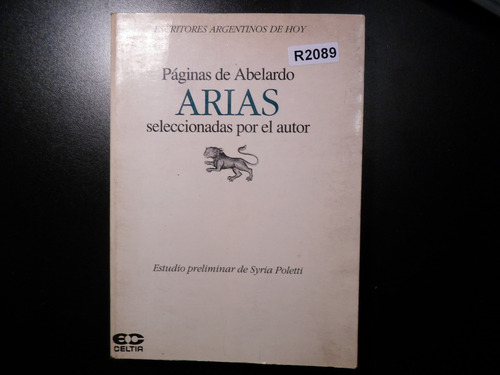 ESCRITORES ARGENTINOS DE HOY
R2089
Páginas de Abelardo
ARIAS
seleccionadas por el autor
Estudio preliminar de Syria Poletti
CELTIA